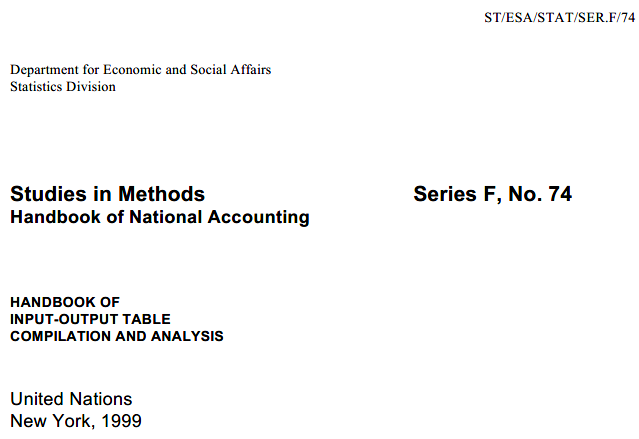 ST/ESA/STAT/SER.F/74
Department for Economic and Social Affairs
Statistics Division
Studies in Methods Series F, No. 74
Handbook of National Accounting
HANDBOOK OF
INPUT-OUTPUT TABLE
COMPILATION AND ANALYSIS
United Nations
New York, 1999